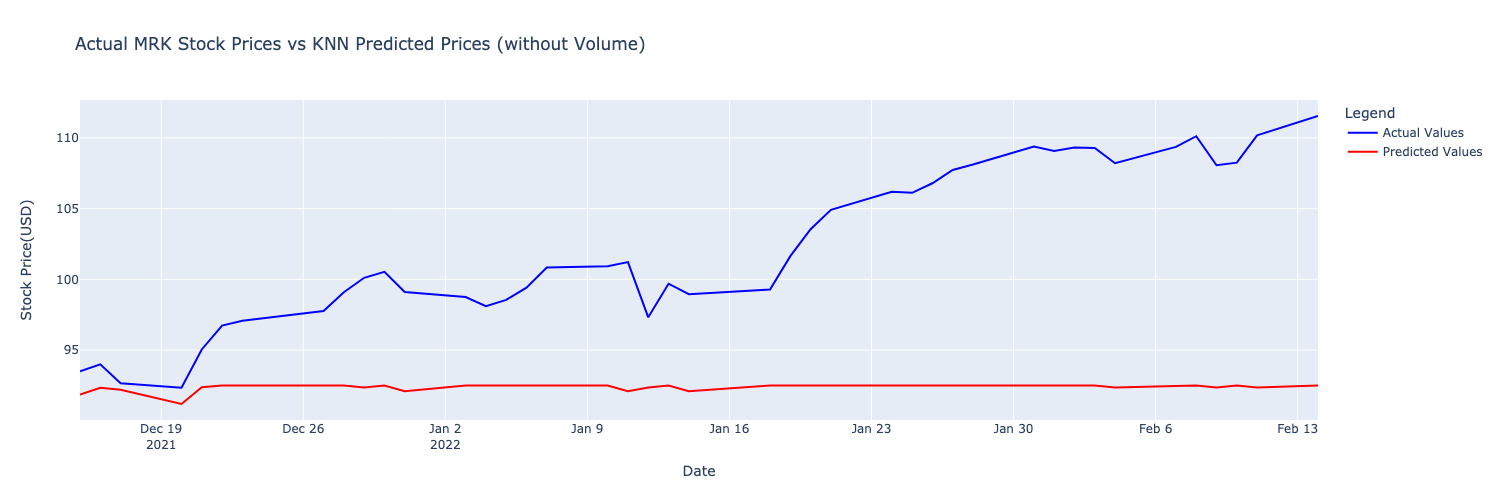 Actual MRK Stock Prices vs KNN Predicted Prices (without Volume)
Legend
Actual Values
Predicted Values
Stock Price(USD)
110
105
100
95
Dec 19
2021
Dec 26
Jan 2
2022
Jan 9
Jan 16
Jan 23
Jan 30
Feb 6
Feb 13
Date